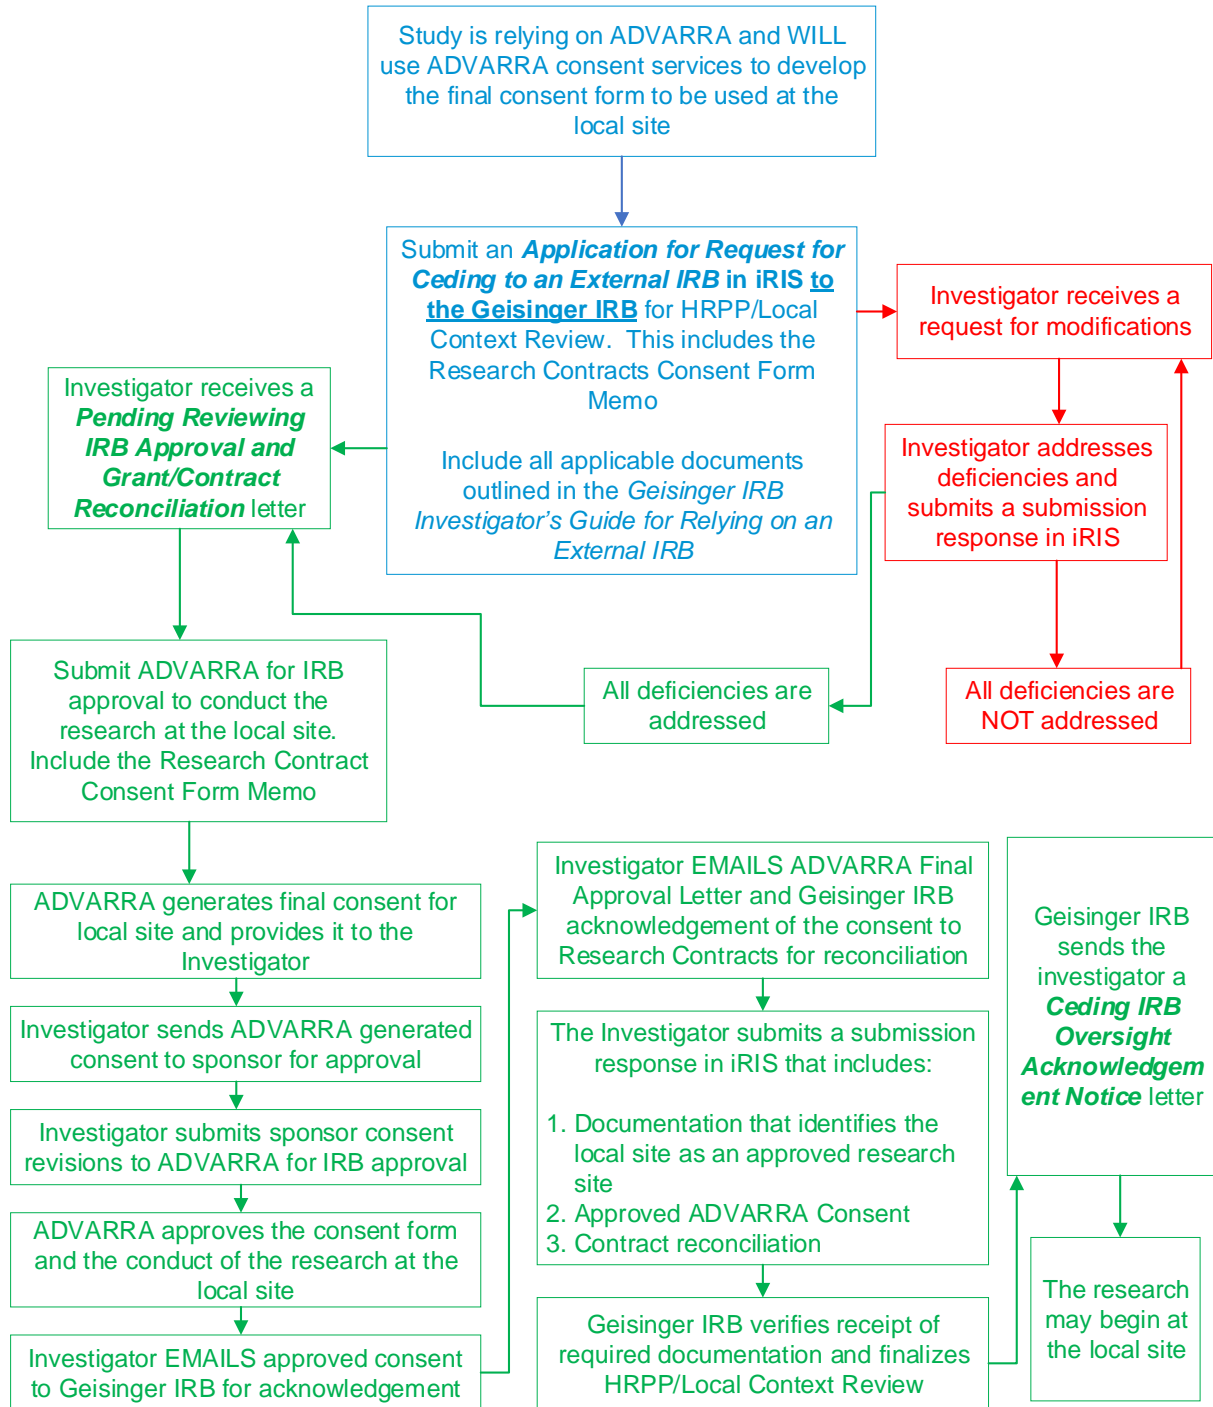 Study is relying on ADVARRA and WILL
use ADVARRA consent services to develop
the final consent form to be used at the
local site
Submit an Application for Request for
Ceding to an External IRB in iRIS to
the Geisinger IRB for HRPP/Local
Context Review.  This includes the
Research Contracts Consent Form
Memo
Include all applicable documents
outlined in the Geisinger IRB
Investigator’s Guide for Relying on an
External IRB
Investigator receives a
request for modifications
Investigator addresses
deficiencies and
submits a submission
response in iRIS
All deficiencies are
NOT addressed
All deficiencies are
addressed
Investigator receives a
Pending Reviewing
IRB Approval and
Grant/Contract
Reconciliation letter
Submit ADVARRA for IRB
approval to conduct the
research at the local site.
Include the Research Contract
Consent Form Memo
ADVARRA generates final consent for
local site and provides it to the
Investigator
Investigator sends ADVARRA generated
consent to sponsor for approval
Investigator submits sponsor consent
revisions to ADVARRA for IRB approval
ADVARRA approves the consent form
and the conduct of the research at the
local site
Investigator EMAILS approved consent
to Geisinger IRB for acknowledgement
Investigator EMAILS ADVARRA Final
Approval Letter and Geisinger IRB
acknowledgement of the consent to
Research Contracts for reconciliation
The Investigator submits a submission
response in iRIS that includes:
1. Documentation that identifies the
local site as an approved research
site
2. Approved ADVARRA Consent
3. Contract reconciliation
Geisinger IRB verifies receipt of
required documentation and finalizes
HRPP/Local Context Review
Geisinger IRB
sends the
investigator a
Ceding IRB
Oversight
Acknowledgem
ent Notice letter
The research
may begin at
the local site